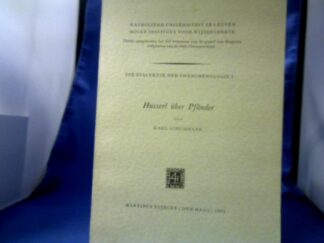 KATHOLIEKE UNIVERSITEIT TE LEUVEN
HOGER INSTITUUT VOOR WIJSBEGEERTE
DIE DIALEKTIK DER PHÄNOMENOLOGIE I
Husserl über Pfänder
VON
KARL SCHUHMANN
MARTINUS NIJHOFF / DEN HAAG / 1973